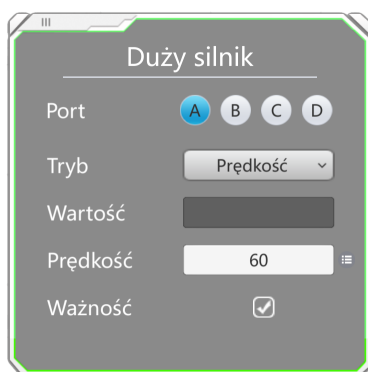 Duży silnik
Port A B C D
Tryb Prędkość
Wartość
Prędkość 60
Ważność